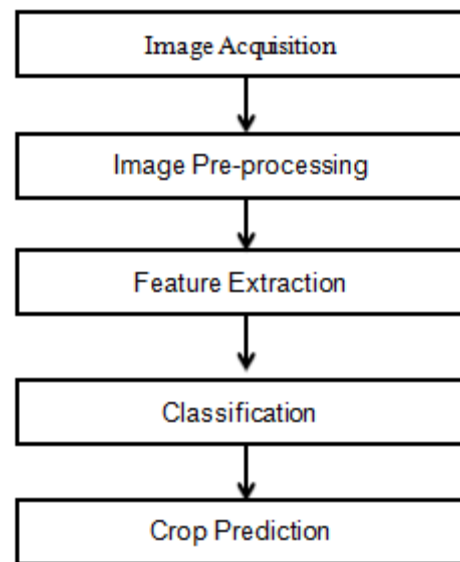 Image Acquisition
Image Pre-processing
Feature Extraction
Classification
Crop Prediction